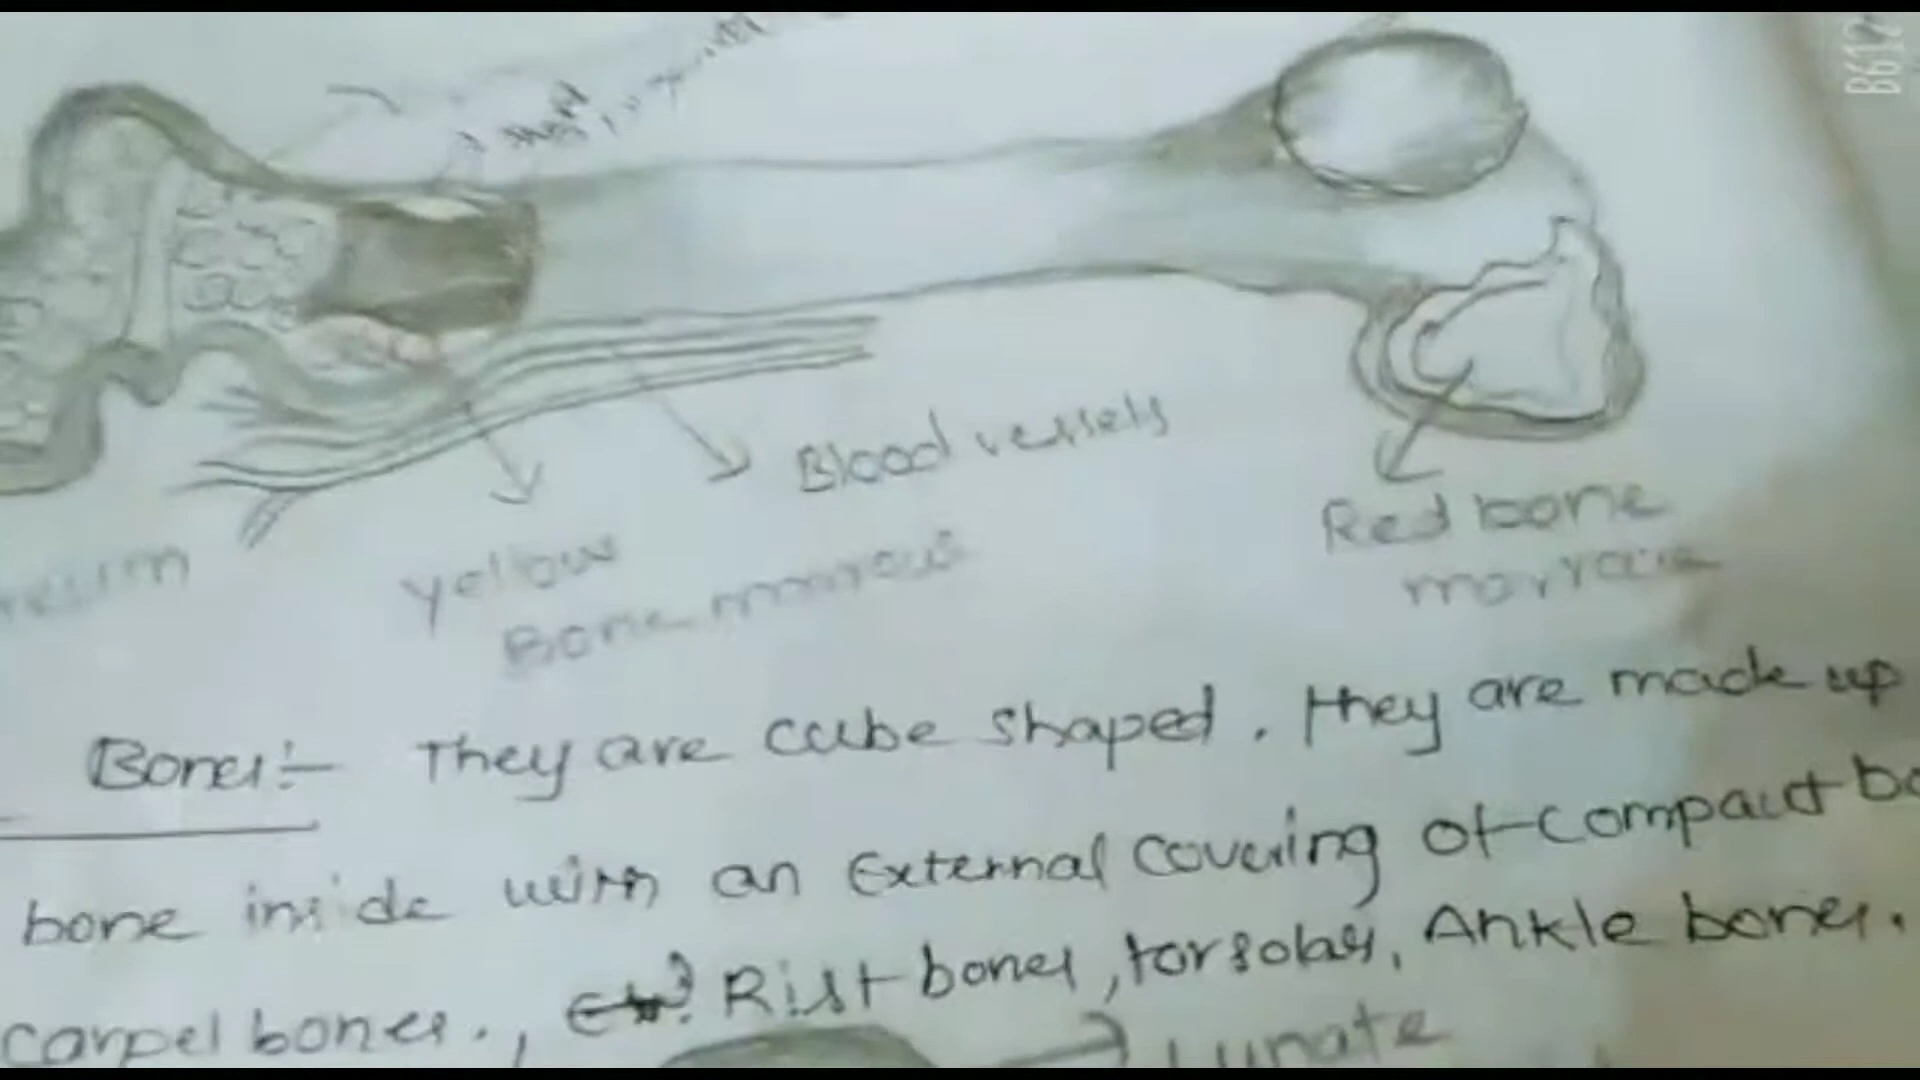 B612
Blood vessels
Yellow
Bone marrow
Red bone
marrow
Bones:- They are cube shaped. they are made up
bone inside with an External covering of compact bo
carpel bones., Rist bones, torsolas, Ankle bones.
Lunate